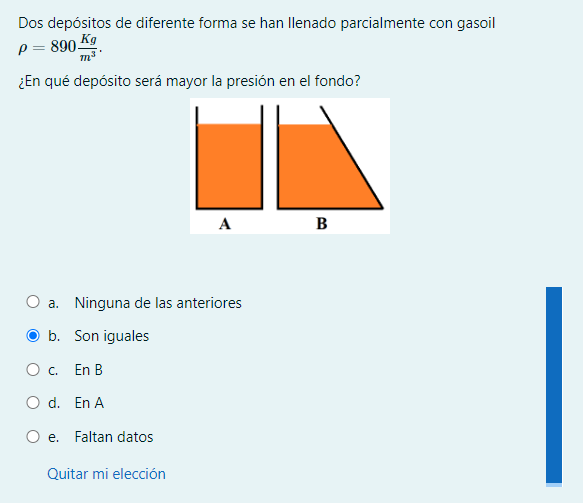 Dos depósitos de diferente forma se han llenado parcialmente con gasoil
ρ = 890 Kg/m³.
¿En qué depósito será mayor la presión en el fondo?
A B
a. Ninguna de las anteriores
b. Son iguales
c. En B
d. En A
e. Faltan datos
Quitar mi elección